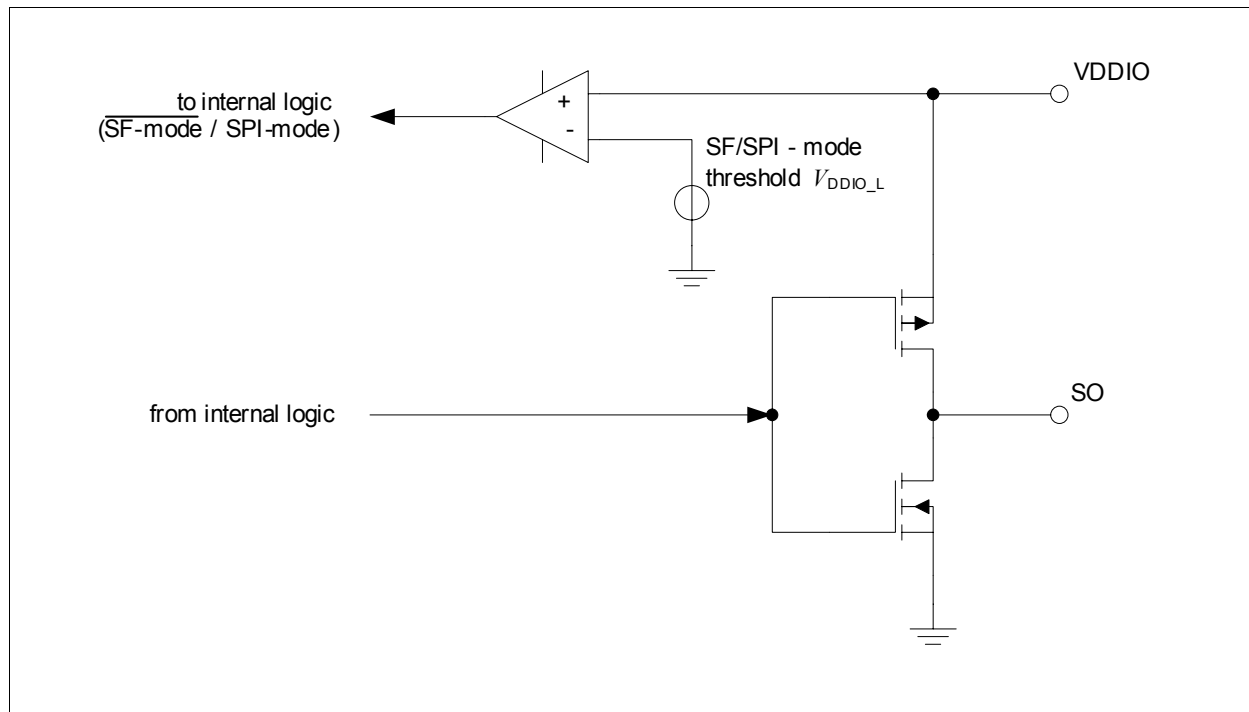 VDDIO
to internal logic
(SF-mode / SPI-mode)
+
-
SF/SPI - mode
threshold VDDIO_L
SO
from internal logic